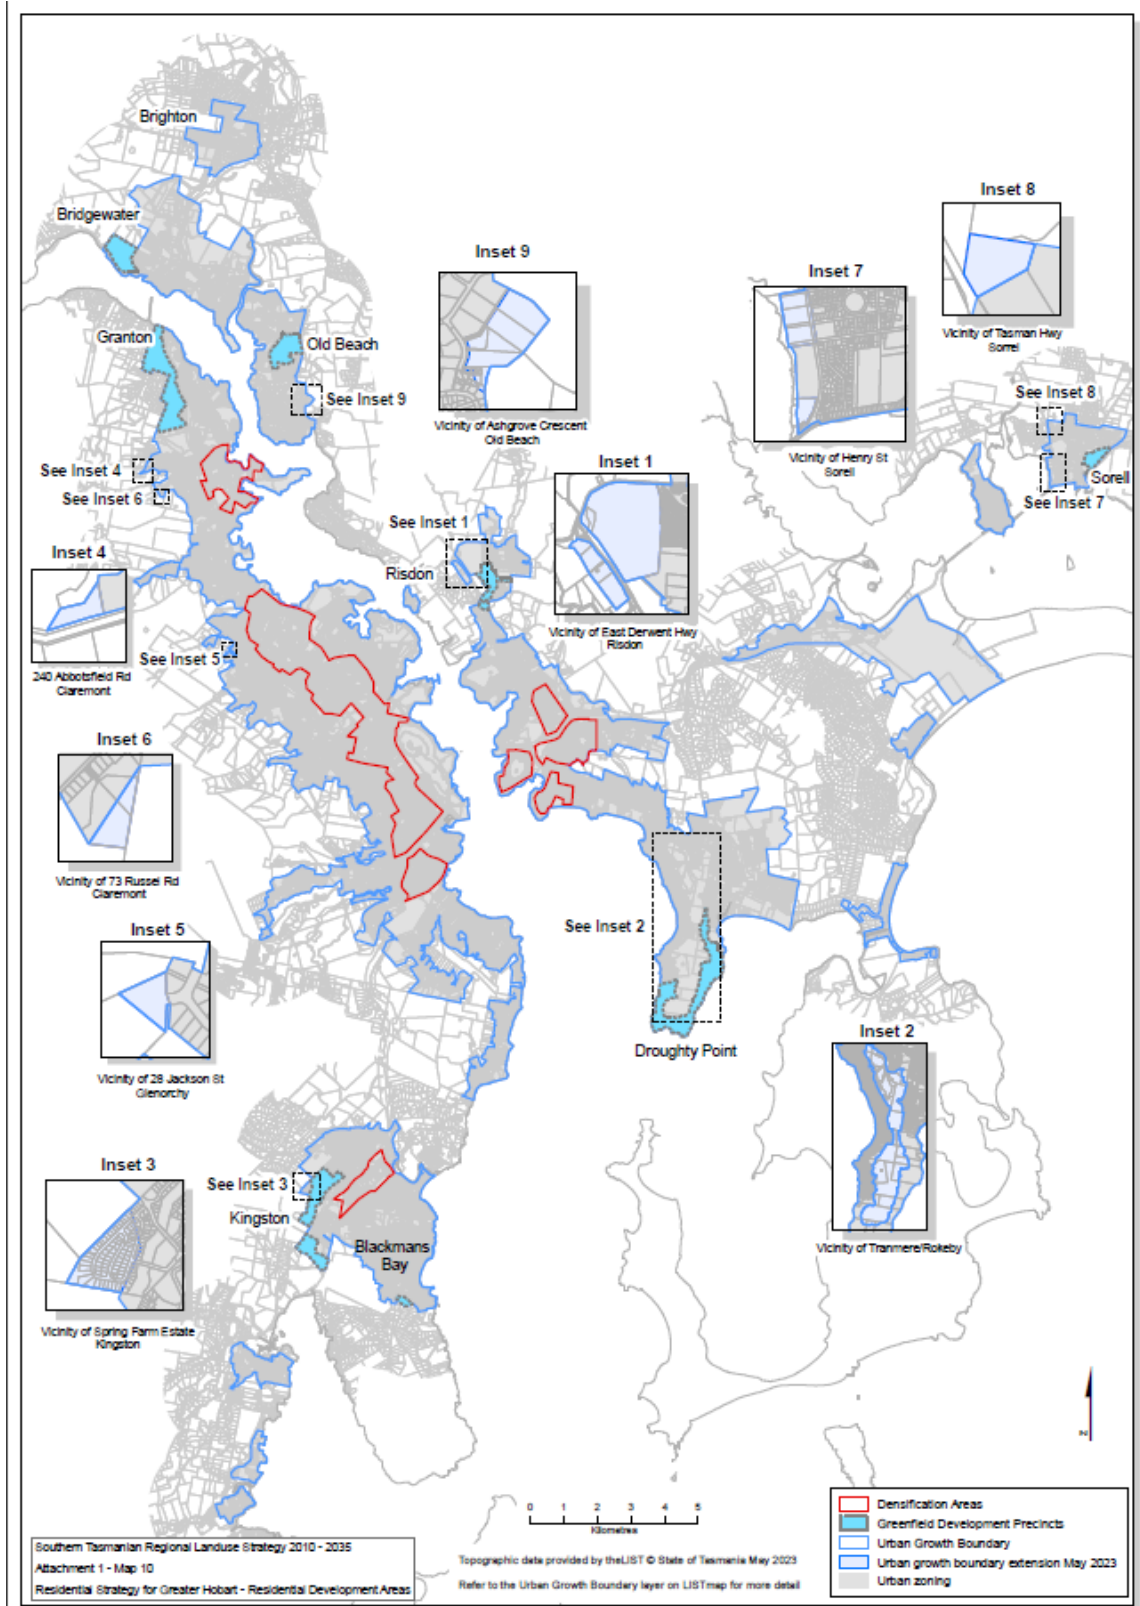 Brighton
Bridgewater
Granton
Old Beach
See Inset 9
See Inset 4
See Inset 6
Inset 9
Vicinity of Ashgrove Crescent
Old Beach
Inset 8
Vicinity of Tasman Hwy
Sorrel
Inset 7
Vicinity of Henry St
Sorell
See Inset 8
Sorell
See Inset 7
Inset 1
Vicinity of East Derwent Hwy
Risdon
See Inset 1
Risdon
Inset 4
240 Abbotsfield Rd
Claremont
See Inset 5
Inset 6
Vicinity of 73 Russel Rd
Claremont
Inset 5
Vicinity of 28 Jackson St
Glenorchy
See Inset 2
Droughty Point
Inset 2
Vicinity of Tranmere/Rokeby
Inset 3
Vicinity of Spring Farm Estate
Kingston
See Inset 3
Kingston
Blackmans
Bay
N
0 1 2 3 4 5
Kilometres
Densification Areas
Greenfield Development Precincts
Urban Growth Boundary
Urban growth boundary extension May 2023
Urban zoning
Southern Tasmanian Regional Landuse Strategy 2010 - 2035
Attachment 1 - Map 10
Residential Strategy for Greater Hobart - Residential Development Areas
Topographic data provided by theLIST © State of Tasmania May 2023
Refer to the Urban Growth Boundary layer on LISTmap for more detail